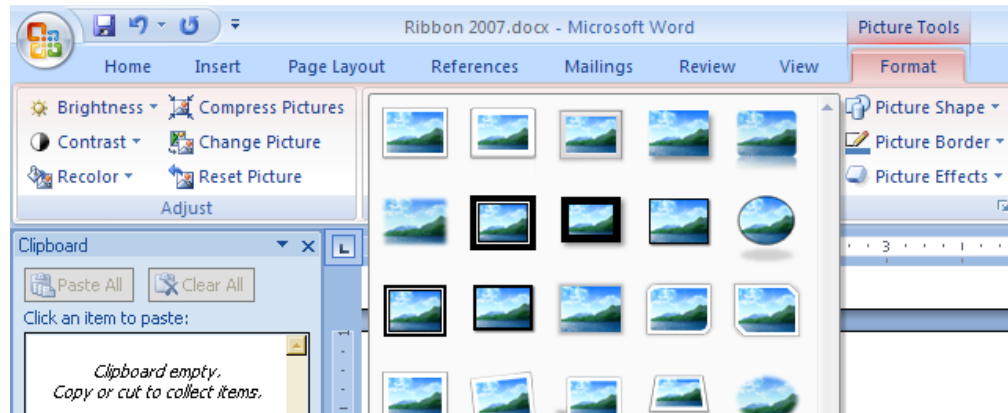 Ribbon 2007.docx - Microsoft Word Picture Tools
Home Insert Page Layout References Mailings Review View Format
Brightness Compress Pictures Picture Shape
Contrast Change Picture Picture Border
Recolor Reset Picture Picture Effects
Adjust
Clipboard
L
3
Paste All Clear All
Click an item to paste:
Clipboard empty.
Copy or cut to collect items.